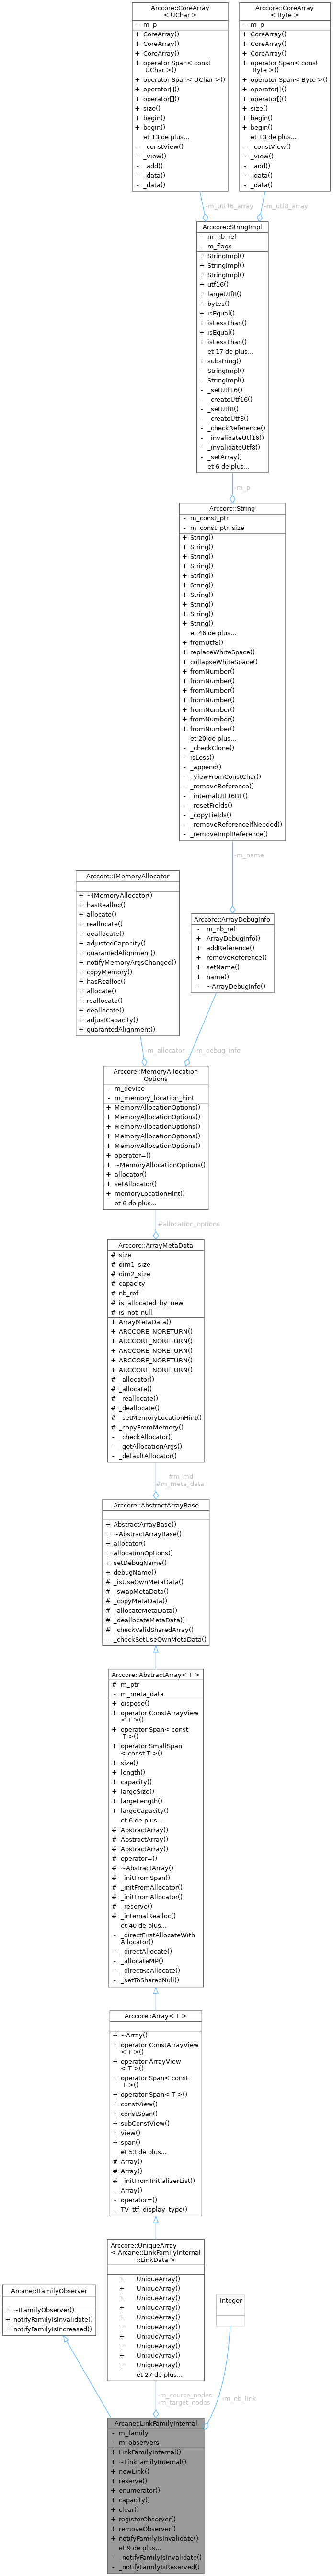 Arccore::CoreArray
< UChar >
- m_p
+ CoreArray()
+ CoreArray()
+ CoreArray()
+ operator Span< const
UChar >()
+ operator Span< UChar >()
+ operator[]()
+ operator[]()
+ size()
+ begin()
+ begin()
et 13 de plus...
- _constView()
- _view()
- _add()
- _data()
- _data()
Arccore::CoreArray
< Byte >
- m_p
+ CoreArray()
+ CoreArray()
+ CoreArray()
+ operator Span< const
Byte >()
+ operator Span< Byte >()
+ operator[]()
+ operator[]()
+ size()
+ begin()
+ begin()
et 13 de plus...
- _constView()
- _view()
- _add()
- _data()
- _data()
-m_utf16_array
-m_utf8_array
Arccore::StringImpl
- m_nb_ref
- m_flags
+ StringImpl()
+ StringImpl()
+ StringImpl()
+ utf16()
+ largeUtf8()
+ bytes()
+ isEqual()
+ isLessThan()
+ isEqual()
+ isLessThan()
et 17 de plus...
+ substring()
- StringImpl()
- StringImpl()
- _setUtf16()
- _createUtf16()
- _setUtf8()
- _createUtf8()
- _checkReference()
- _invalidateUtf16()
- _invalidateUtf8()
- _setArray()
et 6 de plus...
-m_p
Arccore::String
- m_const_ptr
- m_const_ptr_size
+ String()
+ String()
+ String()
+ String()
+ String()
+ String()
+ String()
+ String()
+ String()
+ String()
et 46 de plus...
+ fromUtf8()
+ replaceWhiteSpace()
+ collapseWhiteSpace()
+ fromNumber()
+ fromNumber()
+ fromNumber()
+ fromNumber()
+ fromNumber()
+ fromNumber()
+ fromNumber()
et 20 de plus...
- _checkClone()
- isLess()
- _append()
- _viewFromConstChar()
- _removeReference()
- _internalUtf16BE()
- _resetFields()
- _copyFields()
- _removeReferenceIfNeeded()
- _removeImplReference()
-m_name
Arccore::IMemoryAllocator
+ ~IMemoryAllocator()
+ hasRealloc()
+ allocate()
+ reallocate()
+ deallocate()
+ adjustedCapacity()
+ guarantedAlignment()
+ notifyMemoryArgsChanged()
+ copyMemory()
+ hasRealloc()
+ allocate()
+ reallocate()
+ deallocate()
+ adjustCapacity()
+ guarantedAlignment()
Arccore::ArrayDebugInfo
- m_nb_ref
+ ArrayDebugInfo()
+ addReference()
+ removeReference()
+ setName()
+ name()
- ~ArrayDebugInfo()
-m_allocator
-m_debug_info
Arccore::MemoryAllocation
Options
- m_device
- m_memory_location_hint
+ MemoryAllocationOptions()
+ MemoryAllocationOptions()
+ MemoryAllocationOptions()
+ MemoryAllocationOptions()
+ MemoryAllocationOptions()
+ operator=()
+ ~MemoryAllocationOptions()
+ allocator()
+ setAllocator()
+ memoryLocationHint()
et 6 de plus...
#allocation_options
Arccore::ArrayMetaData
# size
# dim1_size
# dim2_size
# capacity
# nb_ref
# is_allocated_by_new
# is_not_null
+ ArrayMetaData()
+ ARCCORE_NORETURN()
+ ARCCORE_NORETURN()
+ ARCCORE_NORETURN()
+ ARCCORE_NORETURN()
+ ARCCORE_NORETURN()
# _allocator()
# _allocate()
# _reallocate()
# _deallocate()
# _setMemoryLocationHint()
# _copyFromMemory()
- _checkAllocator()
- _getAllocationArgs()
- _defaultAllocator()
#m_md
#m_meta_data
Arccore::AbstractArrayBase
+ AbstractArrayBase()
+ ~AbstractArrayBase()
+ allocator()
+ allocationOptions()
+ setDebugName()
+ debugName()
# _isUseOwnMetaData()
# _swapMetaData()
# _copyMetaData()
# _allocateMetaData()
# _deallocateMetaData()
# _checkValidSharedArray()
- _checkSetUseOwnMetaData()
Arccore::AbstractArray< T >
# m_ptr
- m_meta_data
+ dispose()
+ operator ConstArrayView
< T >()
+ operator Span< const
T >()
+ operator SmallSpan
< const T >()
+ size()
+ length()
+ capacity()
+ largeSize()
+ largeLength()
+ largeCapacity()
et 6 de plus...
# AbstractArray()
# AbstractArray()
# AbstractArray()
# operator=()
# ~AbstractArray()
# _initFromSpan()
# _initFromAllocator()
# _initFromAllocator()
# _reserve()
# _internalRealloc()
et 40 de plus...
- _directFirstAllocateWith
Allocator()
- _directAllocate()
- _allocateMP()
- _directReAllocate()
- _setToSharedNull()
Arccore::Array< T >
+ ~Array()
+ operator ConstArrayView
< T >()
+ operator ArrayView
< T >()
+ operator Span< const
T >()
+ operator Span< T >()
+ constView()
+ constSpan()
+ subConstView()
+ view()
+ span()
et 53 de plus...
# Array()
# Array()
# _initFromInitializerList()
- Array()
- operator=()
- TV_ttf_display_type()
Arccore::UniqueArray
< Arcane::LinkFamilyInternal
::LinkData >
+ UniqueArray()
+ UniqueArray()
+ UniqueArray()
+ UniqueArray()
+ UniqueArray()
+ UniqueArray()
+ UniqueArray()
+ UniqueArray()
+ UniqueArray()
+ UniqueArray()
et 27 de plus...
Arcane::IFamilyObserver
+ ~IFamilyObserver()
+ notifyFamilyIsInvalidate()
+ notifyFamilyIsIncreased()
Integer
-m_source_nodes
-m_target_nodes
-m_nb_link
Arcane::LinkFamilyInternal
- m_family
- m_observers
+ LinkFamilyInternal()
+ ~LinkFamilyInternal()
+ newLink()
+ reserve()
+ enumerator()
+ capacity()
+ clear()
+ registerObserver()
+ removeObserver()
+ notifyFamilyIsInvalidate()
et 9 de plus...
- _notifyFamilyIsInvalidate()
- _notifyFamilyIsReserved()